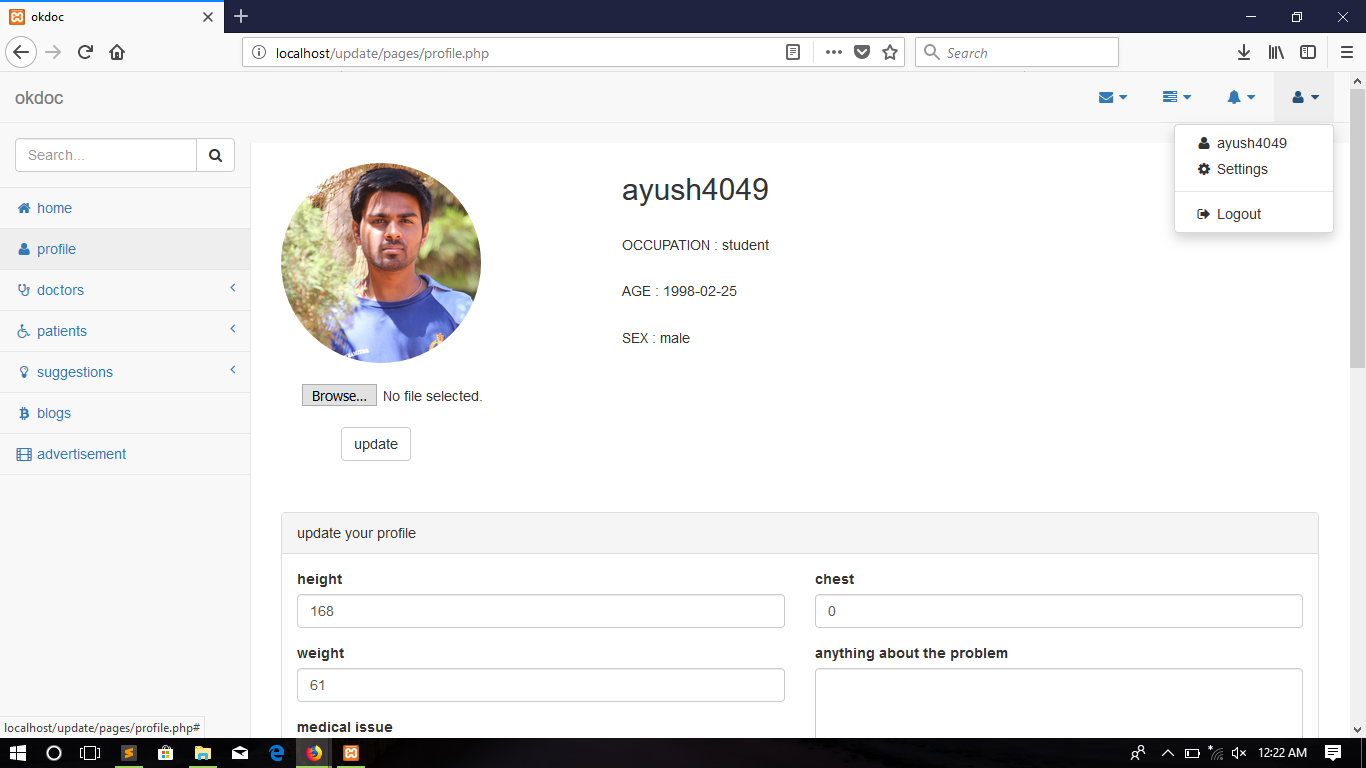 okdoc
localhost/update/pages/profile.php
Search
okdoc
ayush4049
Settings
Logout
Search...
home
profile
doctors
patients
suggestions
blogs
advertisement
ayush4049
OCCUPATION : student
AGE : 1998-02-25
SEX : male
Browse... No file selected.
update
update your profile
height
168
chest
0
weight
61
anything about the problem
medical issue
localhost/update/pages/profile.php#
12:22 AM